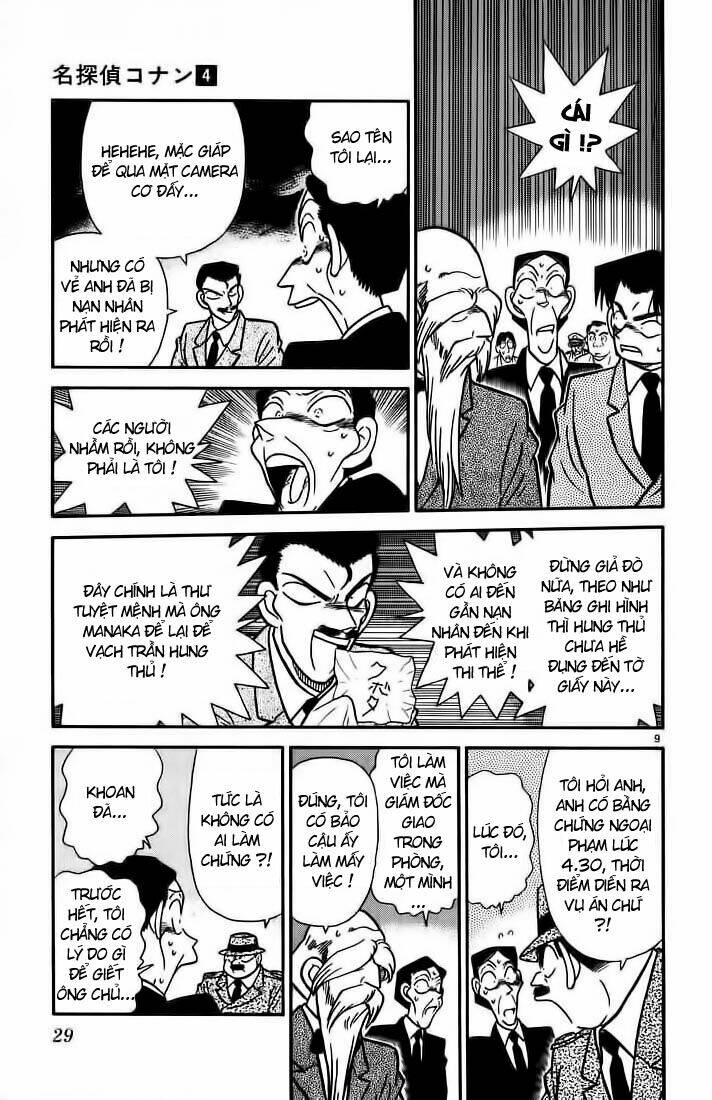 名探偵コナン4
CÁI
GÌ !?
SAO TÊN
TÔI LẠI...
HEHEHE, MẶC GIÁP
ĐỂ QUA MẶT CAMERA
CƠ ĐẤY...
NHƯNG CÓ
VẺ ANH ĐÃ BỊ
NẠN NHÂN
PHÁT HIỆN RA
RỒI !
CÁC NGƯỜI
NHẦM RỒI, KHÔNG
PHẢI LÀ TÔI !
ĐỪNG GIẢ ĐÒ
NỮA, THEO NHƯ
BĂNG GHI HÌNH
THÌ HUNG THỦ
CHƯA HỀ
ĐỤNG ĐẾN TỜ
GIẤY NÀY...
VÀ KHÔNG
CÓ AI ĐẾN
GẦN NẠN
NHÂN ĐẾN KHI
PHÁT HIỆN
THI THỂ !
クボタ
ĐÂY CHÍNH LÀ THƯ
TUYỆT MỆNH MÀ ÔNG
MANAKA ĐỂ LẠI ĐỂ
VẠCH TRẦN HUNG
THỦ !
9
TÔI HỎI ANH,
ANH CÓ BẰNG
CHỨNG NGOẠI
PHẠM LÚC
4.30, THỜI
ĐIỂM DIỄN RA
VỤ ÁN CHỨ
?!
LÚC ĐÓ,
TÔI...
TÔI LÀM
VIỆC MÀ
GIÁM ĐỐC
GIAO
TRONG
PHÒNG,
MỘT MÌNH
...
ĐÚNG, TÔI
CÓ BẢO
CẬU ẤY
LÀM MẤY
VIỆC !
TỨC LÀ
KHÔNG CÓ
AI LÀM
CHỨNG ?!
KHOAN
ĐÃ...
TRƯỚC
HẾT, TÔI
CHẲNG CÓ
LÝ DO GÌ
ĐỂ GIẾT
ÔNG CHỦ...
29